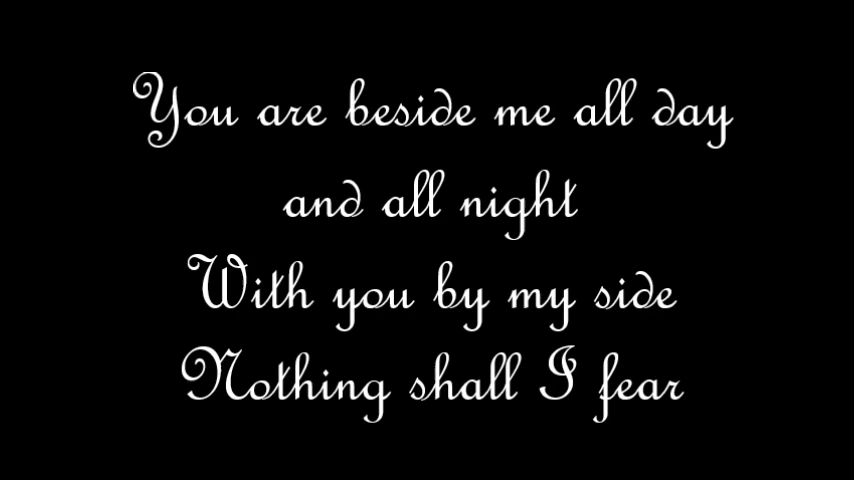 You are beside me all day
and all night
With you by my side
Nothing shall I fear